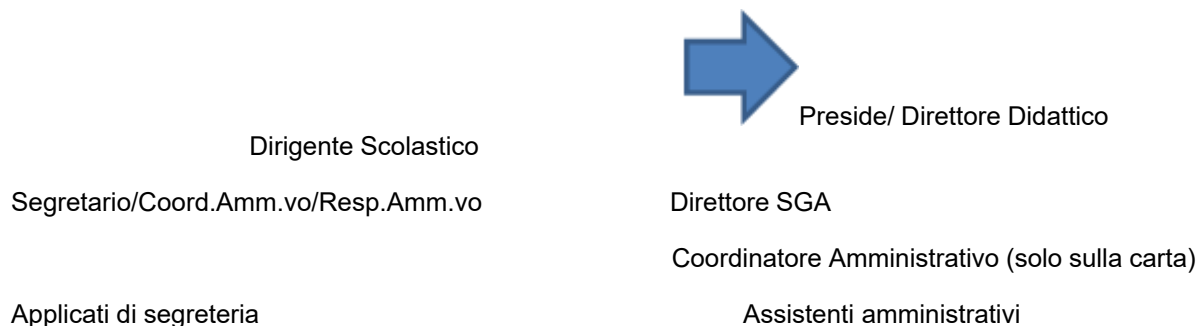 Preside/ Direttore Didattico
Dirigente Scolastico
Segretario/Coord.Amm.vo/Resp.Amm.vo Direttore SGA
Coordinatore Amministrativo (solo sulla carta)
Applicati di segreteria Assistenti amministrativi